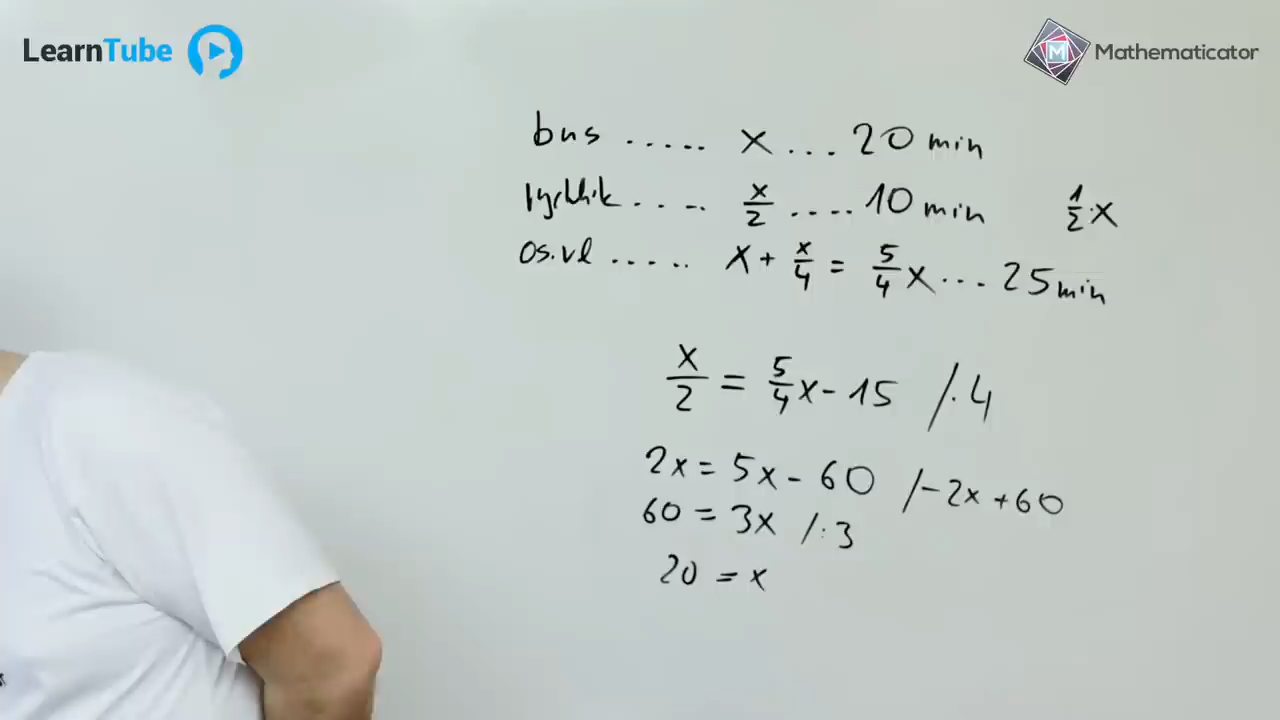 LearnTube
Mathematicator
bus ..... x ... 20 min
rychlík .... x/2 .... 10 min 1/2·x
os.vl ..... x + x/4 = 5/4 x ... 25 min
x/2 = 5/4 x - 15 /·4
2x = 5x - 60 /-2x +60
60 = 3x /:3
20 = x